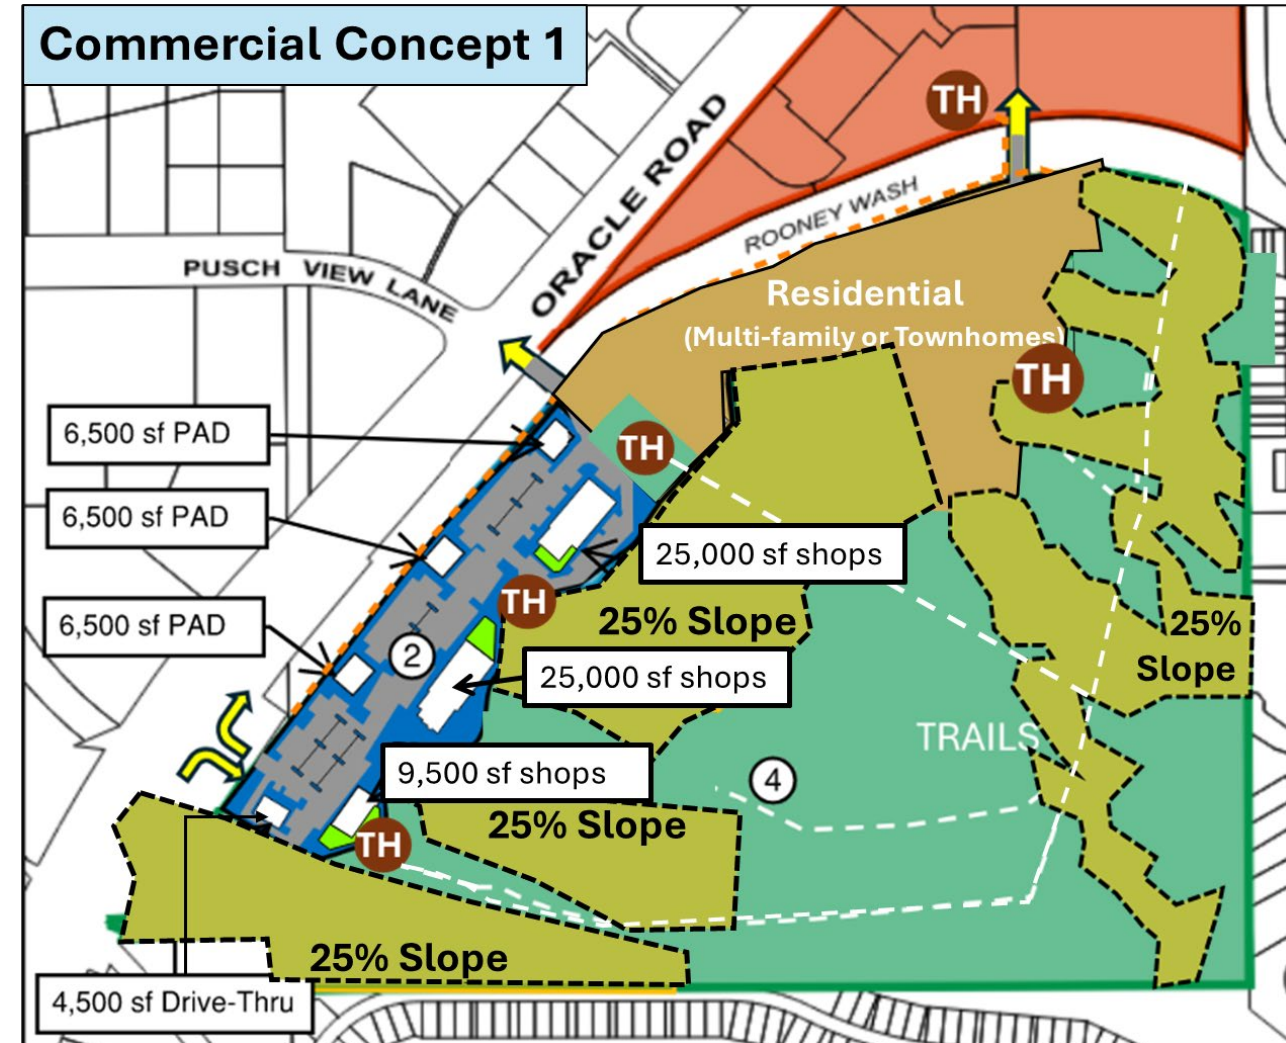 Commercial Concept 1
TH
ORACLE ROAD
ROONEY WASH
PUSCH VIEW LANE
Residential
(Multi-family or Townhomes)
TH
6,500 sf PAD
TH
6,500 sf PAD
25,000 sf shops
TH
25% Slope
25%
Slope
6,500 sf PAD
2
25,000 sf shops
TRAILS
9,500 sf shops
4
25% Slope
TH
25% Slope
4,500 sf Drive-Thru